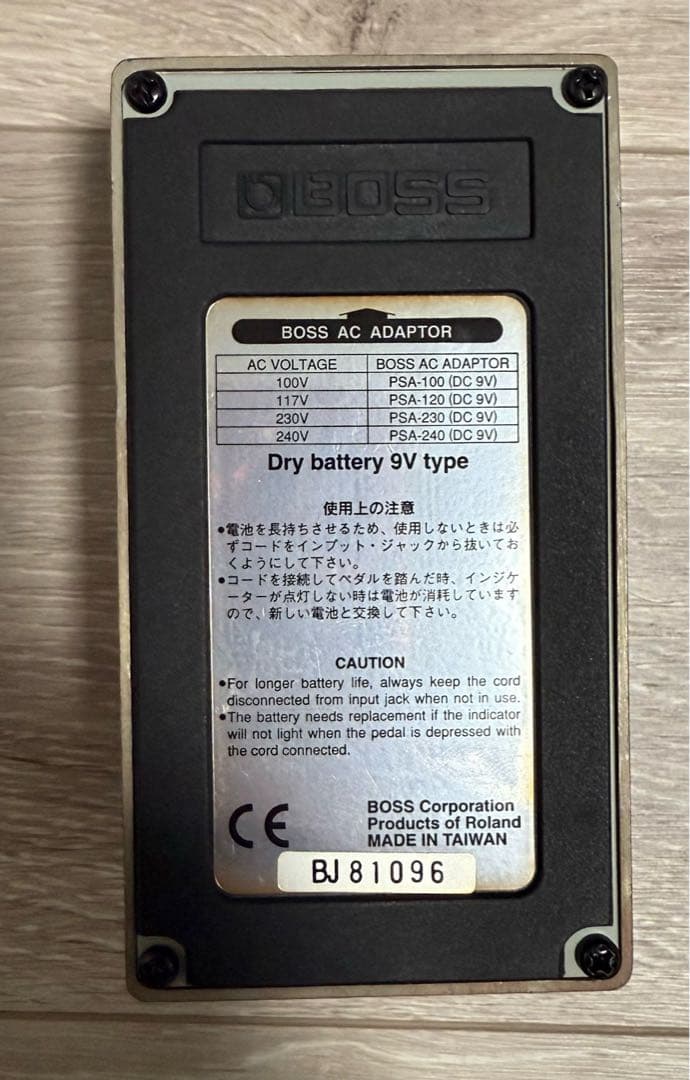 BOSS
BOSS AC ADAPTOR
AC VOLTAGE BOSS AC ADAPTOR
100V PSA-100 (DC 9V)
117V PSA-120 (DC 9V)
230V PSA-230 (DC 9V)
240V PSA-240 (DC 9V)
Dry battery 9V type
使用上の注意
●電池を長持ちさせるため、使用しないときは必
ずコードをインプット・ジャックから抜いてお
くようにして下さい。
●コードを接続してペダルを踏んだ時、インジケ
ーターが点灯しない時は電池が消耗しています
ので、新しい電池と交換して下さい。
CAUTION
●For longer battery life, always keep the cord
disconnected from input jack when not in use.
●The battery needs replacement if the indicator
will not light when the pedal is depressed with
the cord connected.
CE
BOSS Corporation
Products of Roland
MADE IN TAIWAN
BJ 81096